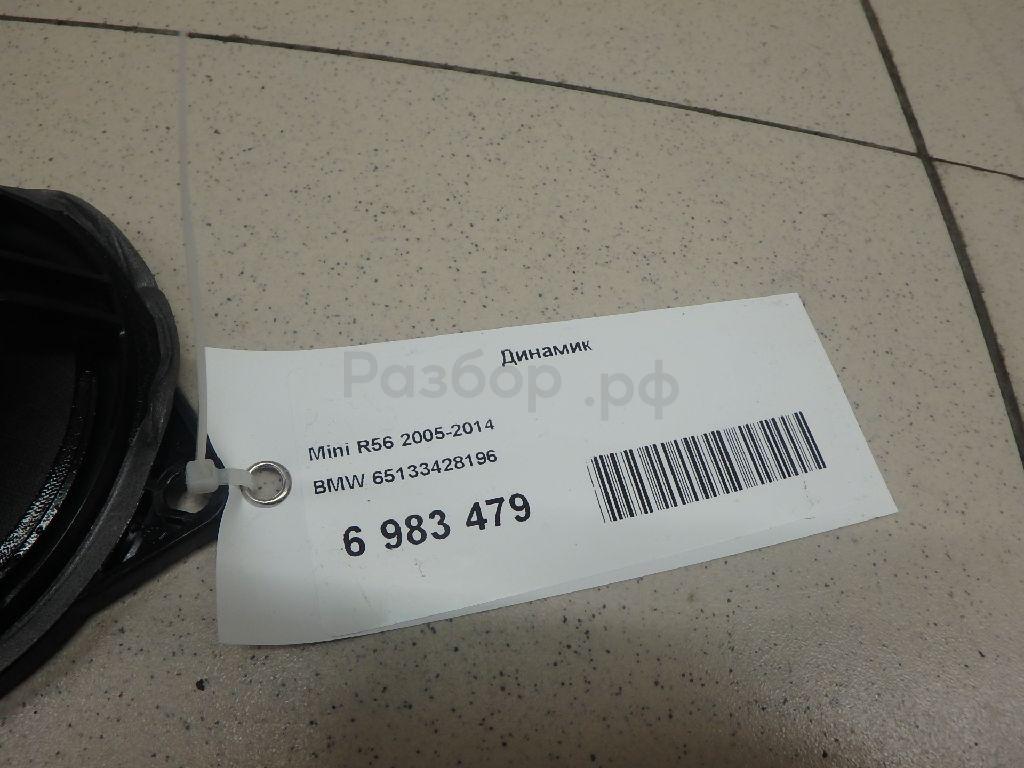 Динамик
Разбор.рф
Mini R56 2005-2014
BMW 65133428196
6 983 479